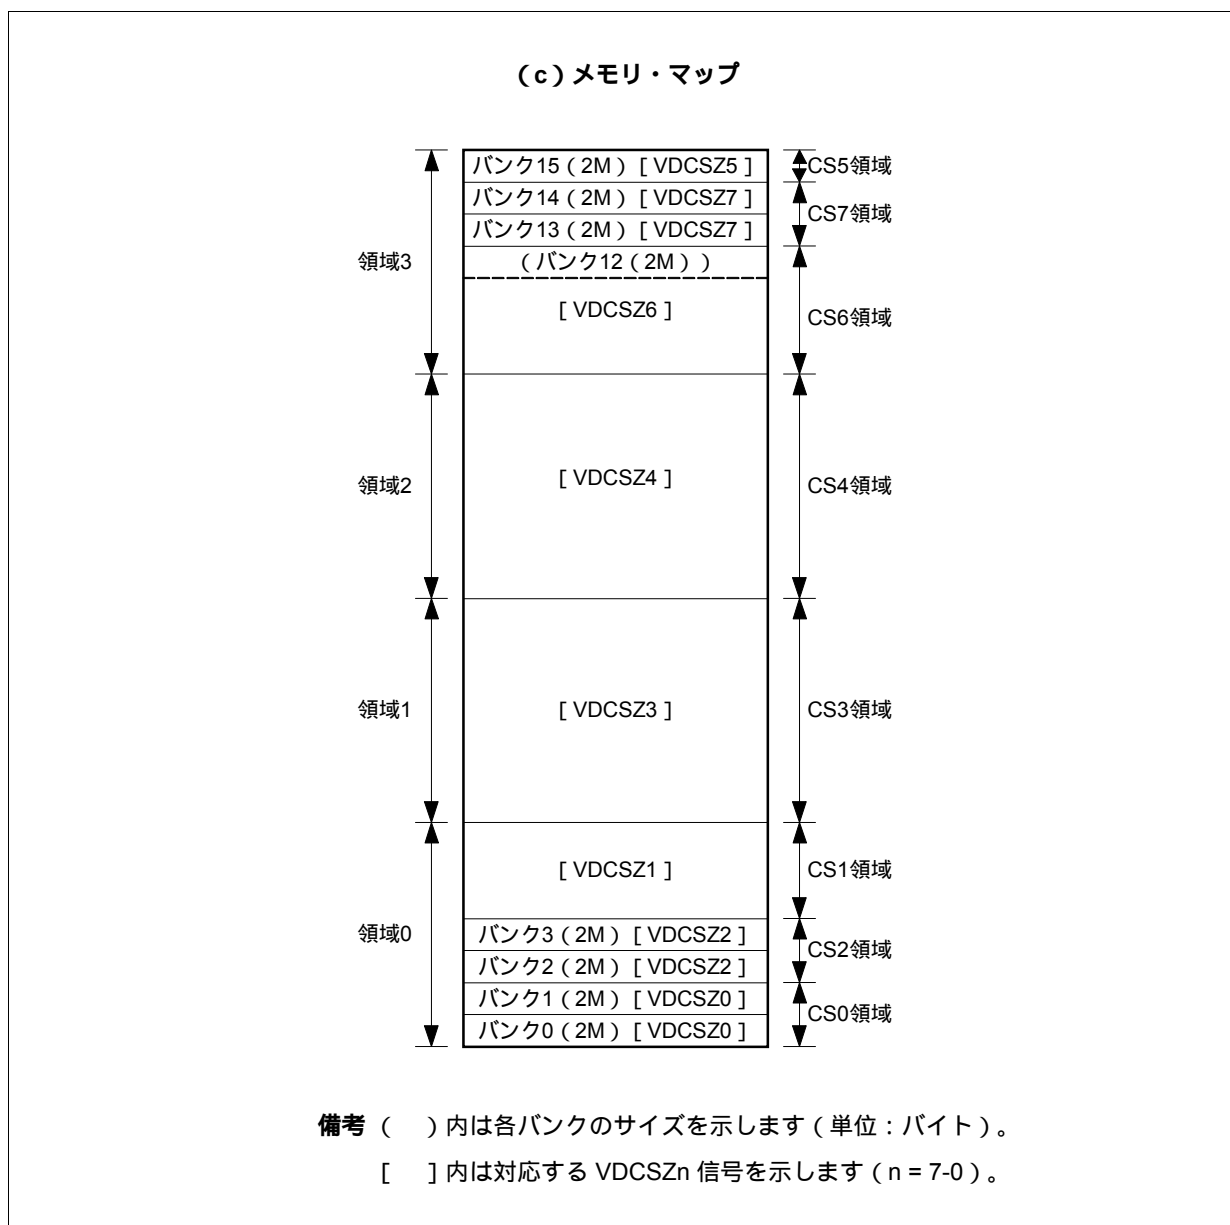 （c）メモリ・マップ
バンク15（2M）[ VDCSZ5 ]
CS5領域
バンク14（2M）[ VDCSZ7 ]
CS7領域
バンク13（2M）[ VDCSZ7 ]
領域3
（バンク12（2M））
[ VDCSZ6 ]
CS6領域
領域2
[ VDCSZ4 ]
CS4領域
領域1
[ VDCSZ3 ]
CS3領域
[ VDCSZ1 ]
CS1領域
領域0
バンク3（2M）[ VDCSZ2 ]
CS2領域
バンク2（2M）[ VDCSZ2 ]
バンク1（2M）[ VDCSZ0 ]
CS0領域
バンク0（2M）[ VDCSZ0 ]
備考（　）内は各バンクのサイズを示します（単位：バイト）。
[　]内は対応する VDCSZn 信号を示します（n = 7-0）。